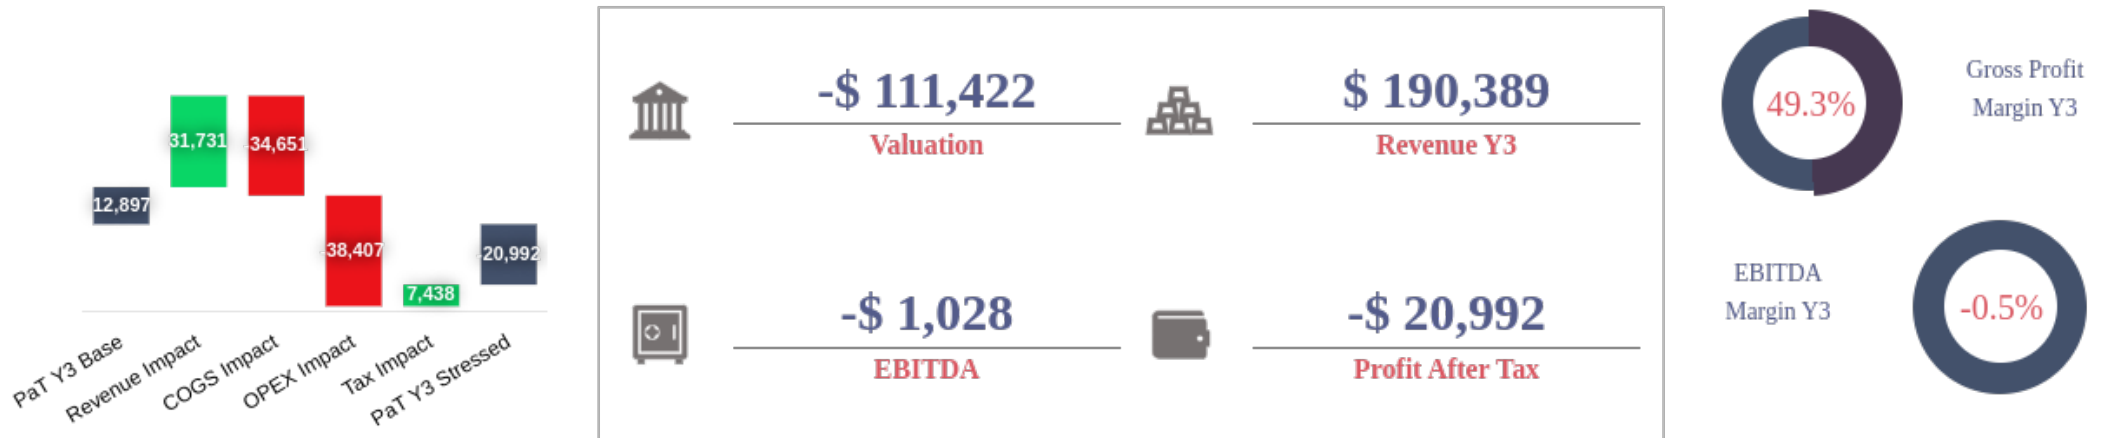 12,897
31,731
-34,651
-38,407
7,438
-20,992
PaT Y3 Base
Revenue Impact
COGS Impact
OPEX Impact
Tax Impact
PaT Y3 Stressed
-$ 111,422
Valuation
$ 190,389
Revenue Y3
-$ 1,028
EBITDA
-$ 20,992
Profit After Tax
49.3%
Gross Profit
Margin Y3
EBITDA
Margin Y3
-0.5%